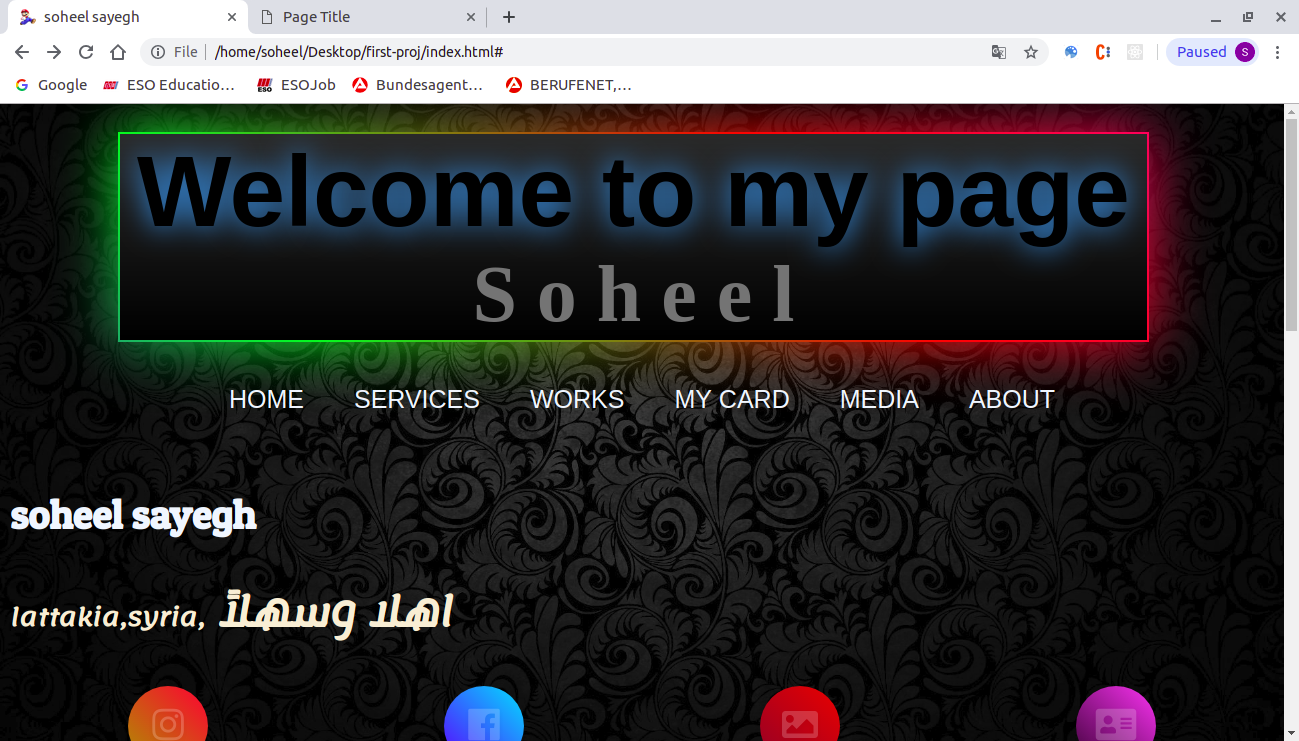 soheel sayegh
Page Title
File
/home/soheel/Desktop/first-proj/index.html#
Paused
S
Google
ESO Educatio…
ESO
ESOJob
Bundesagent…
BERUFENET,…
Welcome to my page
Soheel
HOME SERVICES WORKS MY CARD MEDIA ABOUT
soheel sayegh
lattakia,syria, اهلا وسهلاً